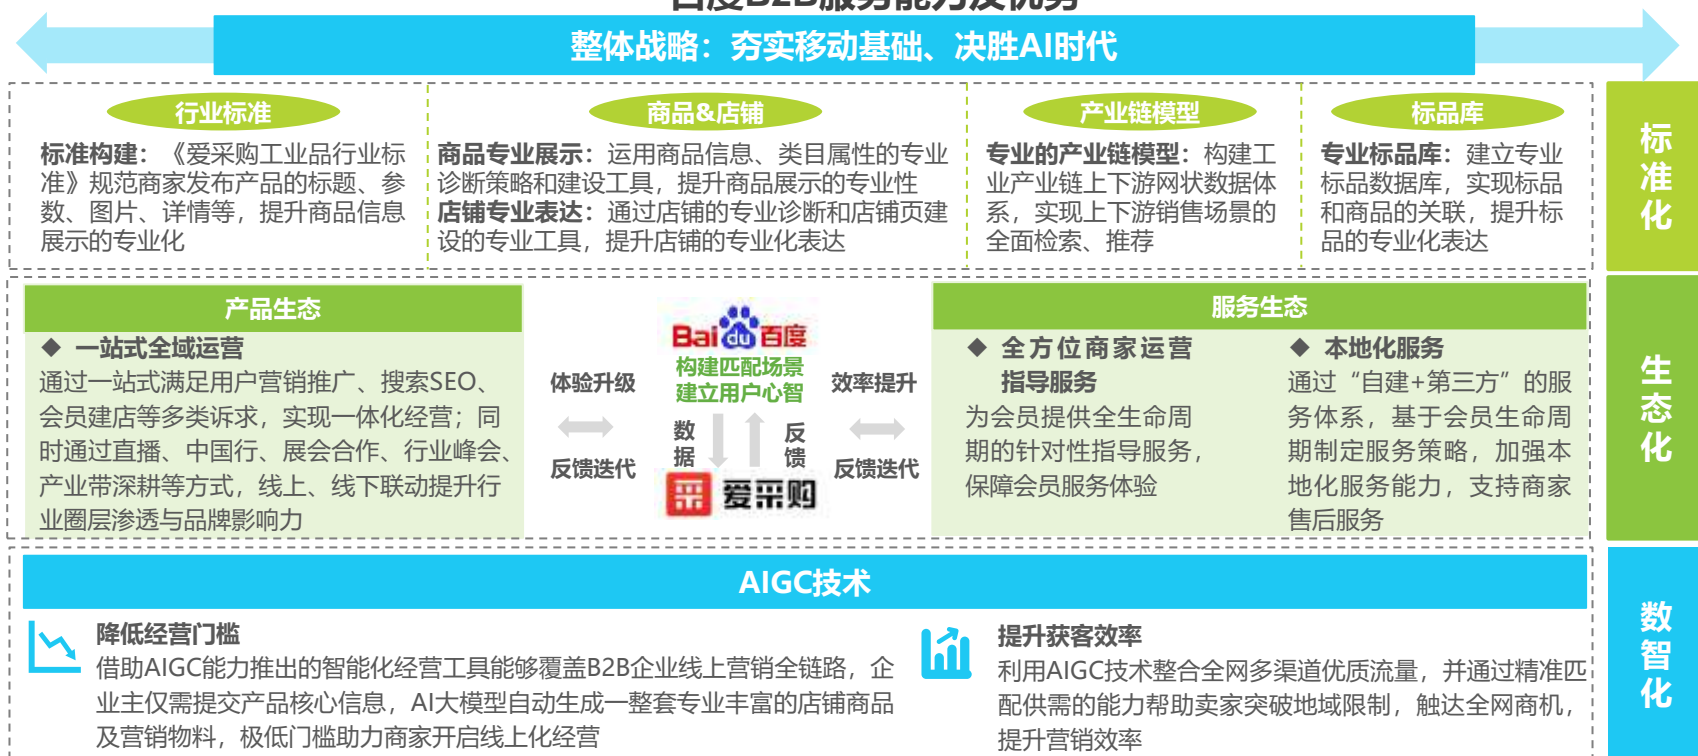 百度B2B服务能力及优势
整体战略：夯实移动基础、决胜AI时代
行业标准
标准构建：《爱采购工业品行业标
准》规范商家发布产品的标题、参
数、图片、详情等，提升商品信息
展示的专业化
商品&店铺
商品专业展示：运用商品信息、类目属性的专业
诊断策略和建设工具，提升商品展示的专业性
店铺专业表达：通过店铺的专业诊断和店铺页建
设的专业工具，提升店铺的专业化表达
产业链模型
专业的产业链模型：构建工
业产业链上下游网状数据体
系，实现上下游销售场景的
全面检索、推荐
标品库
专业标品库：建立专业
标品数据库，实现标品
和商品的关联，提升标
品的专业化表达
标准化
产品生态
◆ 一站式全域运营
通过一站式满足用户营销推广、搜索SEO、
会员建店等多类诉求，实现一体化经营；同
时通过直播、中国行、展会合作、行业峰会、
产业带深耕等方式，线上、线下联动提升行
业圈层渗透与品牌影响力
体验升级
反馈迭代
Bai du 百度
构建匹配场景
建立用户心智
数据
反馈
采 爱采购
效率提升
反馈迭代
服务生态
◆ 全方位商家运营
指导服务
为会员提供全生命周
期的针对性指导服务，
保障会员服务体验
◆ 本地化服务
通过“自建+第三方”的服
务体系，基于会员生命周
期制定服务策略，加强本
地化服务能力，支持商家
售后服务
生态化
AIGC技术
降低经营门槛
借助AIGC能力推出的智能化经营工具能够覆盖B2B企业线上营销全链路，企
业主仅需提交产品核心信息，AI大模型自动生成一整套专业丰富的店铺商品
及营销物料，极低门槛助力商家开启线上化经营
提升获客效率
利用AIGC技术整合全网多渠道优质流量，并通过精准匹
配供需的能力帮助卖家突破地域限制，触达全网商机，
提升营销效率
数智化